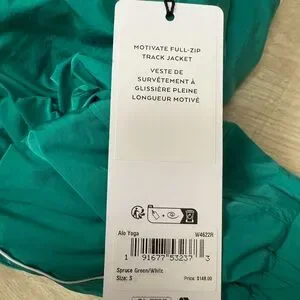 MOTIVATE FULL-ZIP
TRACK JACKET
VESTE DE
SURVÊTEMENT À
GLISSIÈRE PLEINE
LONGUEUR MOTIVÉ
Alo Yoga W4622R
1 91677 53237 3
Spruce Green/White
Size: S Price: $148.00